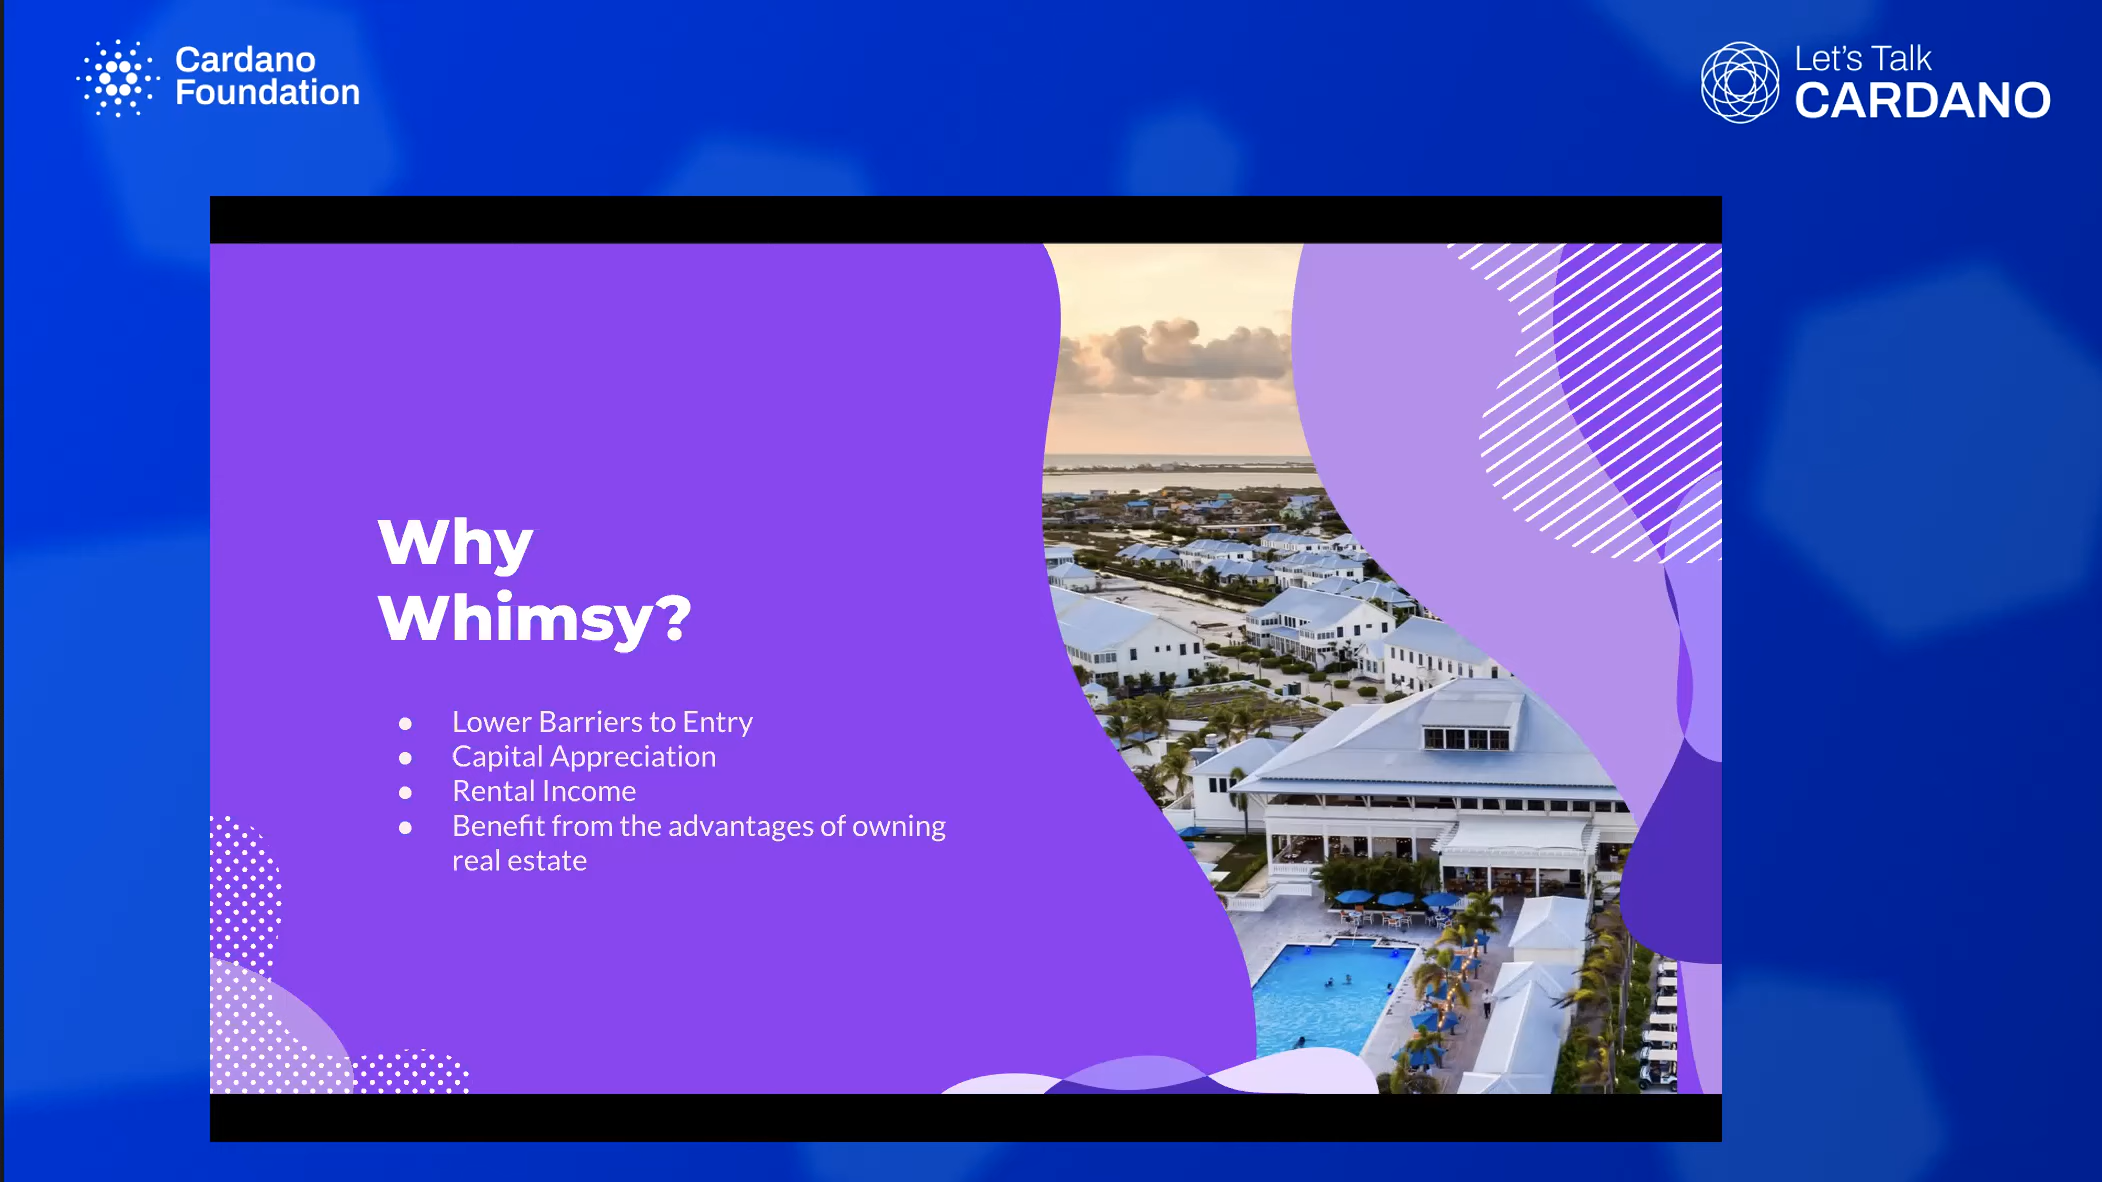 Cardano
Foundation
Let's Talk
CARDANO
Why
Whimsy?
● Lower Barriers to Entry
● Capital Appreciation
● Rental Income
● Benefit from the advantages of owning
real estate